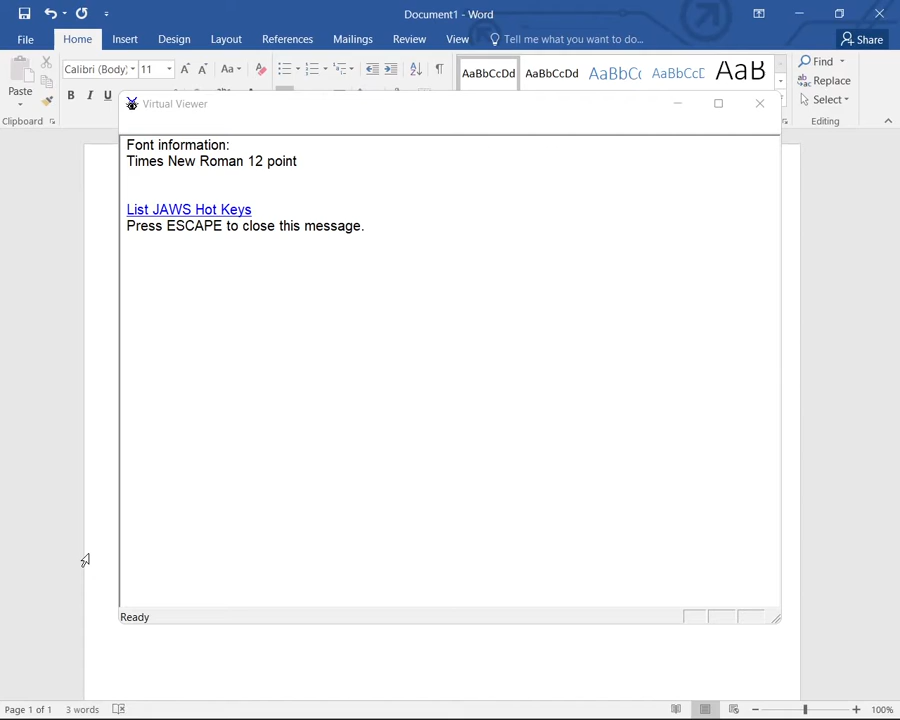 Document1 - Word
File Home Insert Design Layout References Mailings Review View Tell me what you want to do... Share
Paste
Calibri (Body) 11 Aa
B I U
AaBbCcDd AaBbCcDd AaBbCc AaBbCcD AaB
Find
Replace
Select
Clipboard
Editing
Virtual Viewer
Font information:
Times New Roman 12 point
List JAWS Hot Keys
Press ESCAPE to close this message.
Ready
Page 1 of 1 3 words 100%